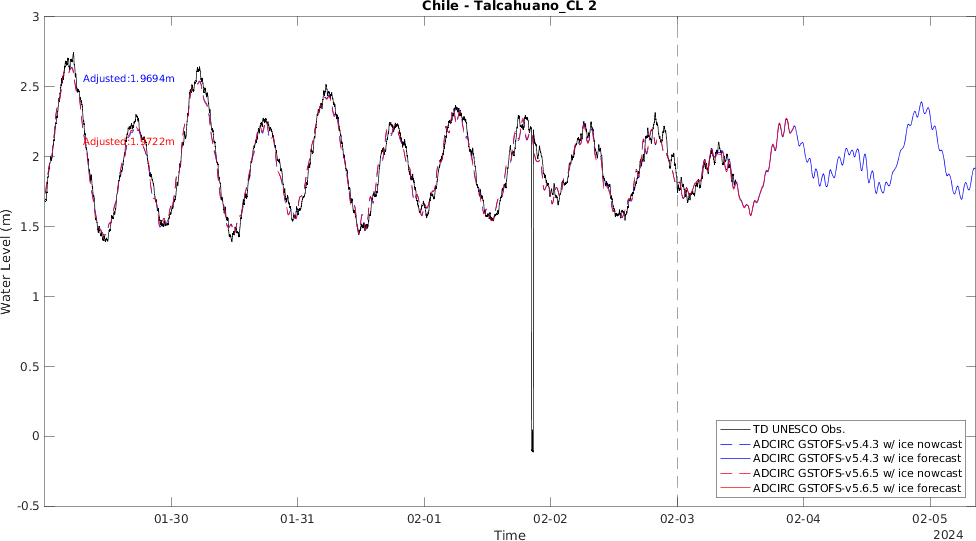 Chile - Talcahuano_CL 2
3
2.5
2
1.5
1
0.5
0
-0.5
Water Level (m)
Adjusted:1.9694m
Adjusted:1.9722m
01-30
01-31
02-01
02-02
02-03
02-04
02-05
Time
2024
TD UNESCO Obs.
ADCIRC GSTOFS-v5.4.3 w/ ice nowcast
ADCIRC GSTOFS-v5.4.3 w/ ice forecast
ADCIRC GSTOFS-v5.6.5 w/ ice nowcast
ADCIRC GSTOFS-v5.6.5 w/ ice forecast